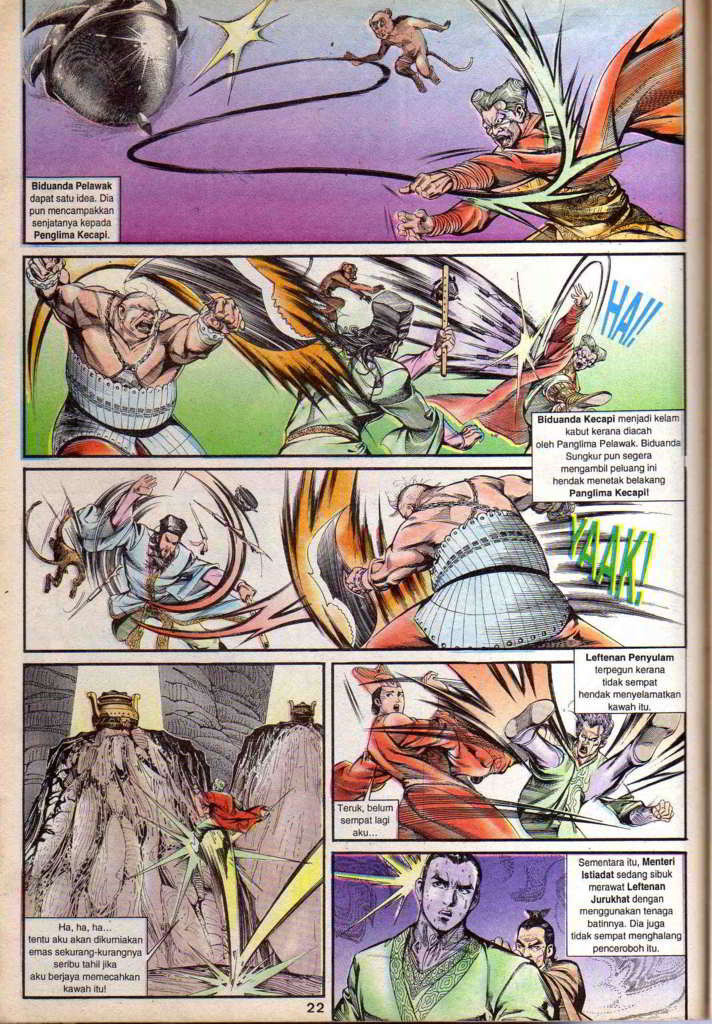 Biduanda Pelawak
dapat satu idea. Dia
pun mencampakkan
senjatanya kepada
Penglima Kecapi.
HAI!
Biduanda Kecapi menjadi kelam
kabut kerana diacah
oleh Panglima Pelawak. Biduanda
Sungkur pun segera
mengambil peluang ini
hendak menetak belakang
Panglima Kecapi!
YAAK!
Leftenan Penyulam
terpegun kerana
tidak sempat
hendak menyelamatkan
kawah itu.
Teruk, belum
sempat lagi
aku...
Ha, ha, ha...
tentu aku akan dikurniakan
emas sekurang-kurangnya
seribu tahil jika
aku berjaya memecahkan
kawah itu!
Sementara itu, Menteri
Istiadat sedang sibuk
merawat Leftenan
Jurukhat dengan
menggunakan tenaga
batinnya. Dia juga
tidak sempat menghalang
penceroboh itu.
22